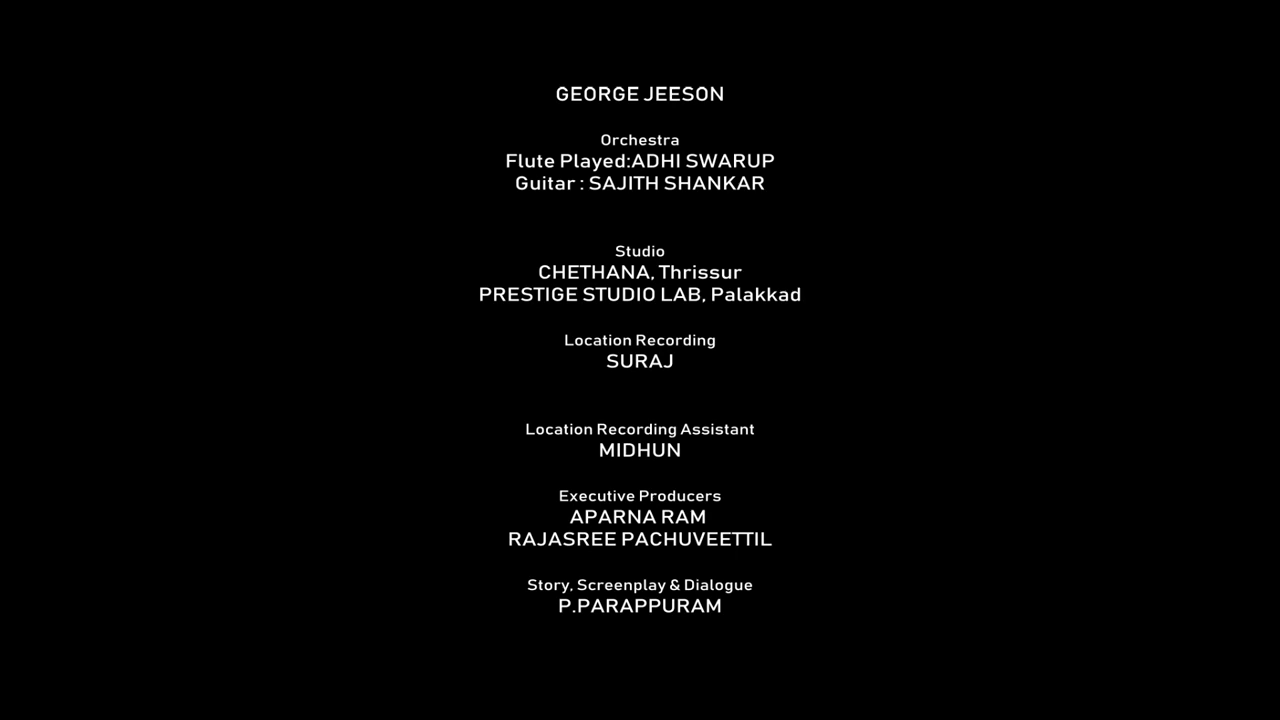 GEORGE JEESON
Orchestra
Flute Played:ADHI SWARUP
Guitar : SAJITH SHANKAR
Studio
CHETHANA, Thrissur
PRESTIGE STUDIO LAB, Palakkad
Location Recording
SURAJ
Location Recording Assistant
MIDHUN
Executive Producers
APARNA RAM
RAJASREE PACHUVEETTIL
Story, Screenplay & Dialogue
P.PARAPPURAM